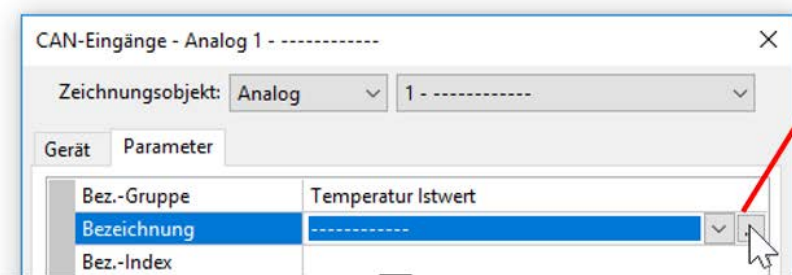 CAN-Eingänge - Analog 1 - ------------
Zeichnungsobjekt: Analog 1 - ------------
Gerät Parameter
Bez.-Gruppe Temperatur Istwert
Bezeichnung ------------
Bez.-Index